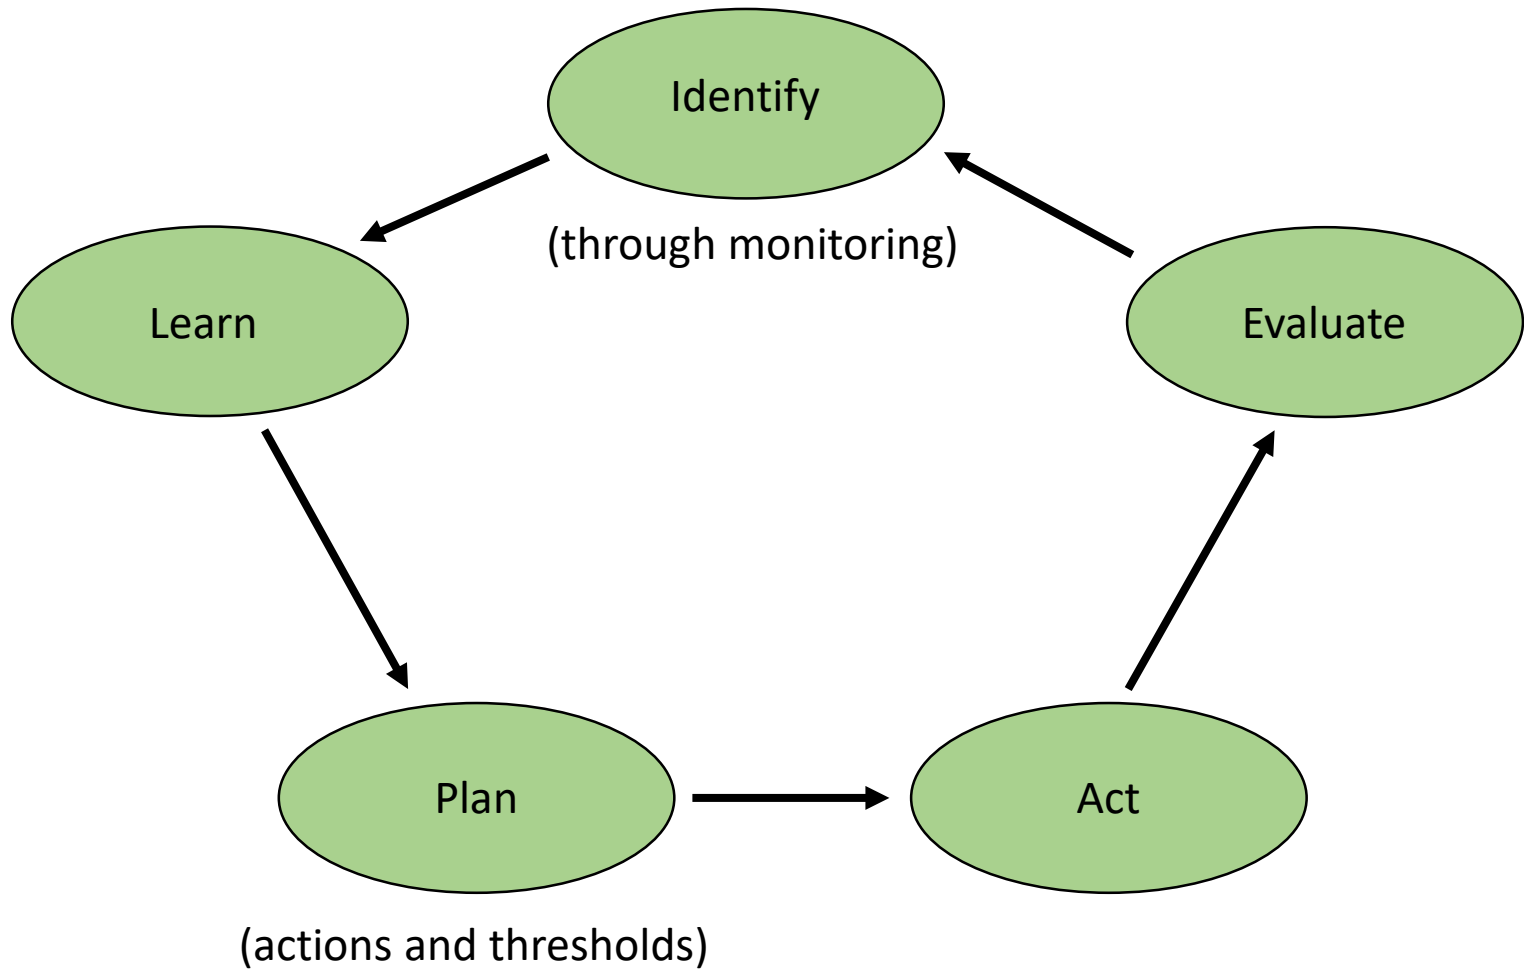 Identify
(through monitoring)
Learn
Evaluate
Plan
Act
(actions and thresholds)